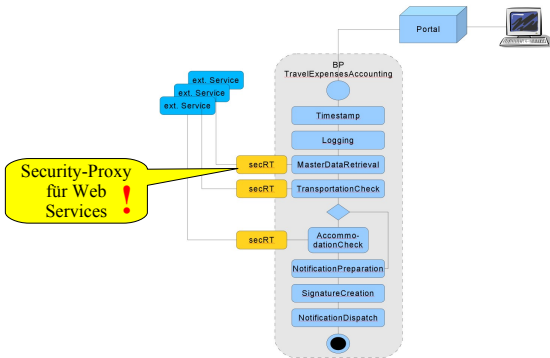 Portal
BP
TravelExpensesAccounting
ext. Service
ext. Service
ext. Service
Timestamp
Logging
Security-Proxy
für Web
Services !
secRT
MasterDataRetrieval
secRT
TransportationCheck
secRT
Accommo-
dationCheck
NotificationPreparation
SignatureCreation
NotificationDispatch